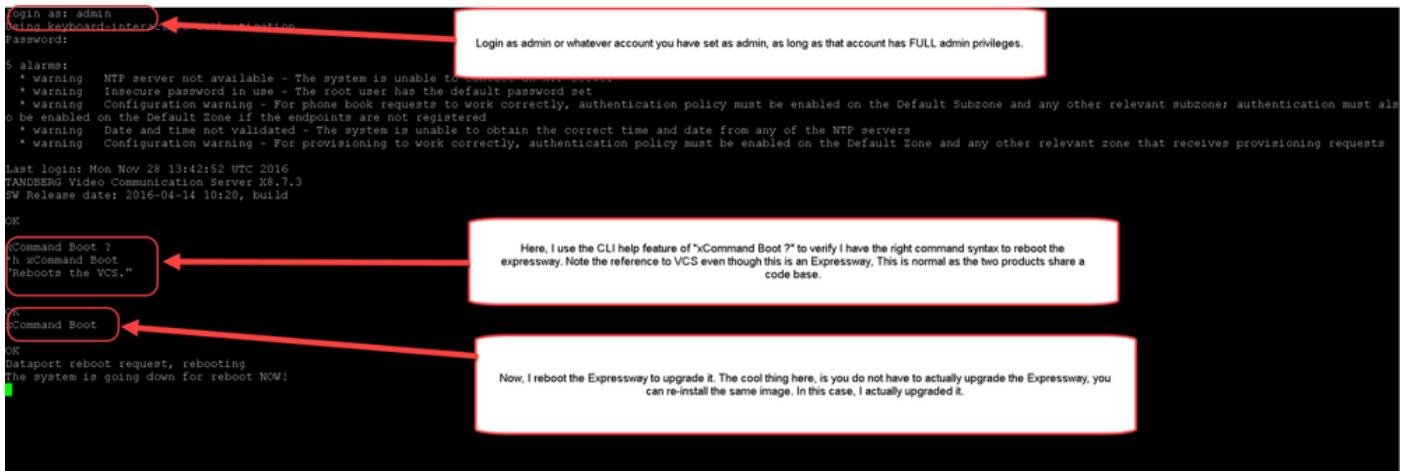 login as: admin
Using keyboard-interactive authentication.
Password:
Login as admin or whatever account you have set as admin, as long as that account has FULL admin privileges.
5 alarms:
* warning NTP server not available - The system is unable to
* warning Insecure password in use - The root user has the default password set
* warning Configuration warning - For phone book requests to work correctly, authentication policy must be enabled on the Default Subzone and any other relevant subzone; authentication must als
o be enabled on the Default Zone if the endpoints are not registered
* warning Date and time not validated - The system is unable to obtain the correct time and date from any of the NTP servers
* warning Configuration warning - For provisioning to work correctly, authentication policy must be enabled on the Default Zone and any other relevant zone that receives provisioning requests
Last login: Mon Nov 28 13:42:52 UTC 2016
TANDBERG Video Communication Server X8.7.3
SW Release date: 2016-04-14 10:20, build
OK
xCommand Boot ?
*h xCommand Boot
"Reboots the VCS."
Here, I use the CLI help feature of "xCommand Boot ?" to verify I have the right command syntax to reboot the
expressway. Note the reference to VCS even though this is an Expressway, This is normal as the two products share a
code base.
OK
xCommand Boot
OK
Dataport reboot request, rebooting
The system is going down for reboot NOW!
Now, I reboot the Expressway to upgrade it. The cool thing here, is you do not have to actually upgrade the Expressway, you
can re-install the same image. In this case, I actually upgraded it.